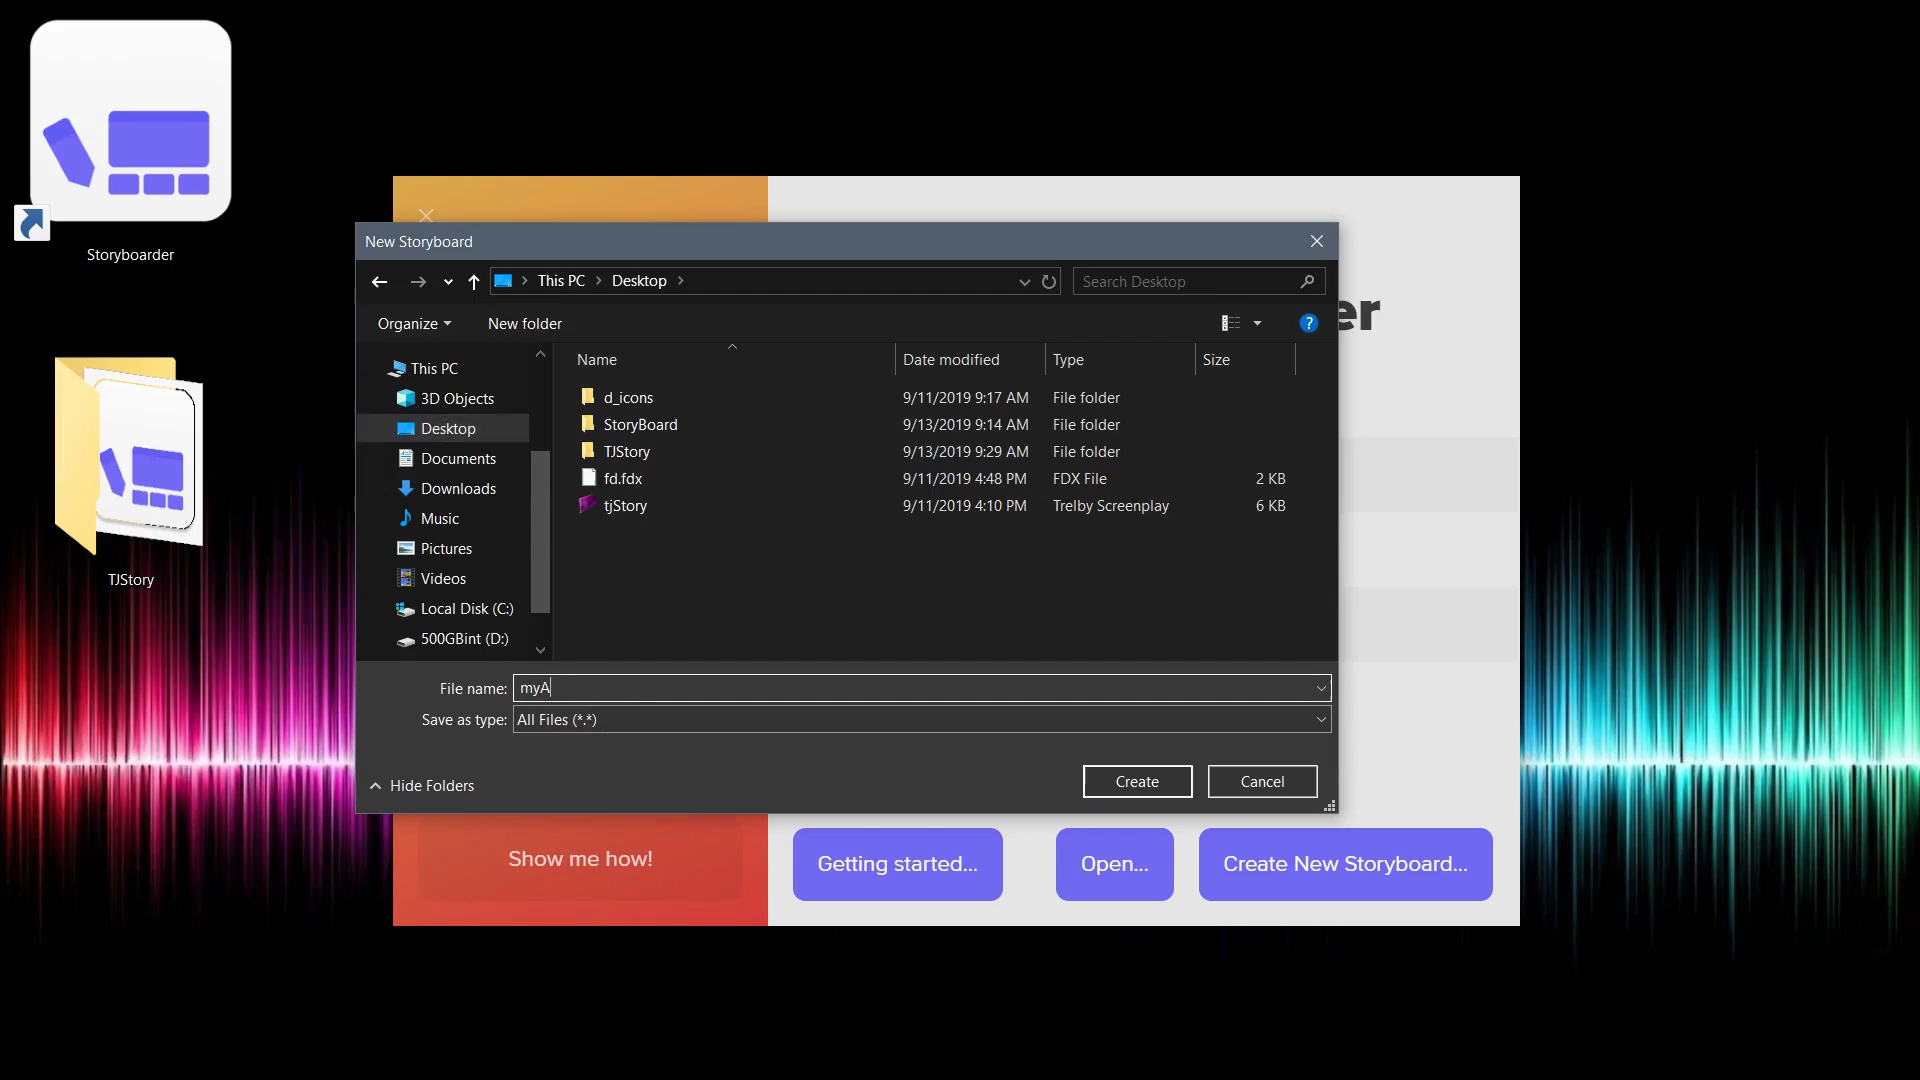 Storyboarder
TJStory
New Storyboard
This PC
Desktop
Search Desktop
Organize
New folder
?
er
This PC
3D Objects
Desktop
Documents
Downloads
Music
Pictures
Videos
Local Disk (C:)
500GBint (D:)
Name
Date modified
Type
Size
d_icons
9/11/2019 9:17 AM
File folder
StoryBoard
9/13/2019 9:14 AM
File folder
TJStory
9/13/2019 9:29 AM
File folder
fd.fdx
9/11/2019 4:48 PM
FDX File
2 KB
tjStory
9/11/2019 4:10 PM
Trelby Screenplay
6 KB
File name: myA
Save as type: All Files (*.*)
Hide Folders
Create
Cancel
Show me how!
Getting started...
Open...
Create New Storyboard...